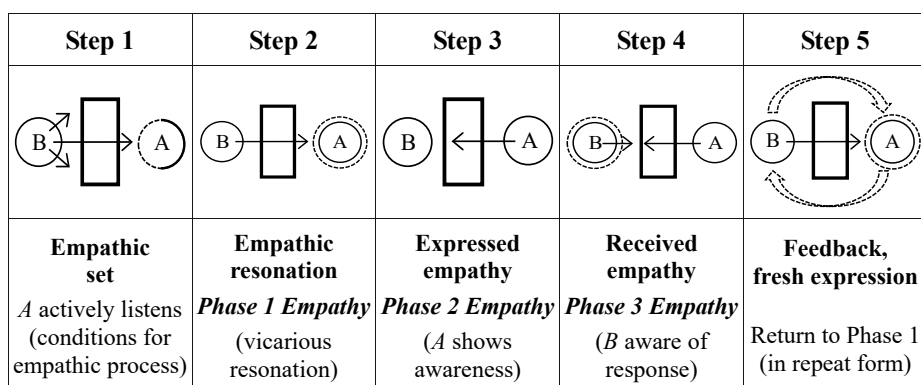 Step 1
Step 2
Step 3
Step 4
Step 5
B
A
B
A
B
A
B
A
B
A
Empathic
set
A actively listens
(conditions for
empathic process)
Empathic
resonation
Phase 1 Empathy
(vicarious
resonation)
Expressed
empathy
Phase 2 Empathy
(A shows
awareness)
Received
empathy
Phase 3 Empathy
(B aware of
response)
Feedback,
fresh expression
Return to Phase 1
(in repeat form)